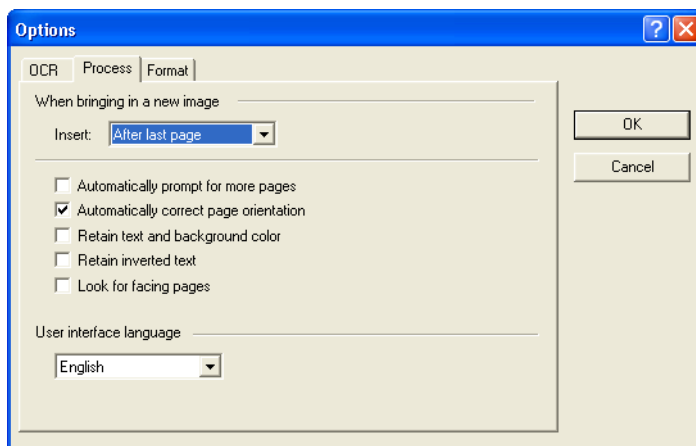 Options
OCR Process Format
When bringing in a new image
Insert: After last page
OK
Cancel
Automatically prompt for more pages
Automatically correct page orientation
Retain text and background color
Retain inverted text
Look for facing pages
User interface language
English